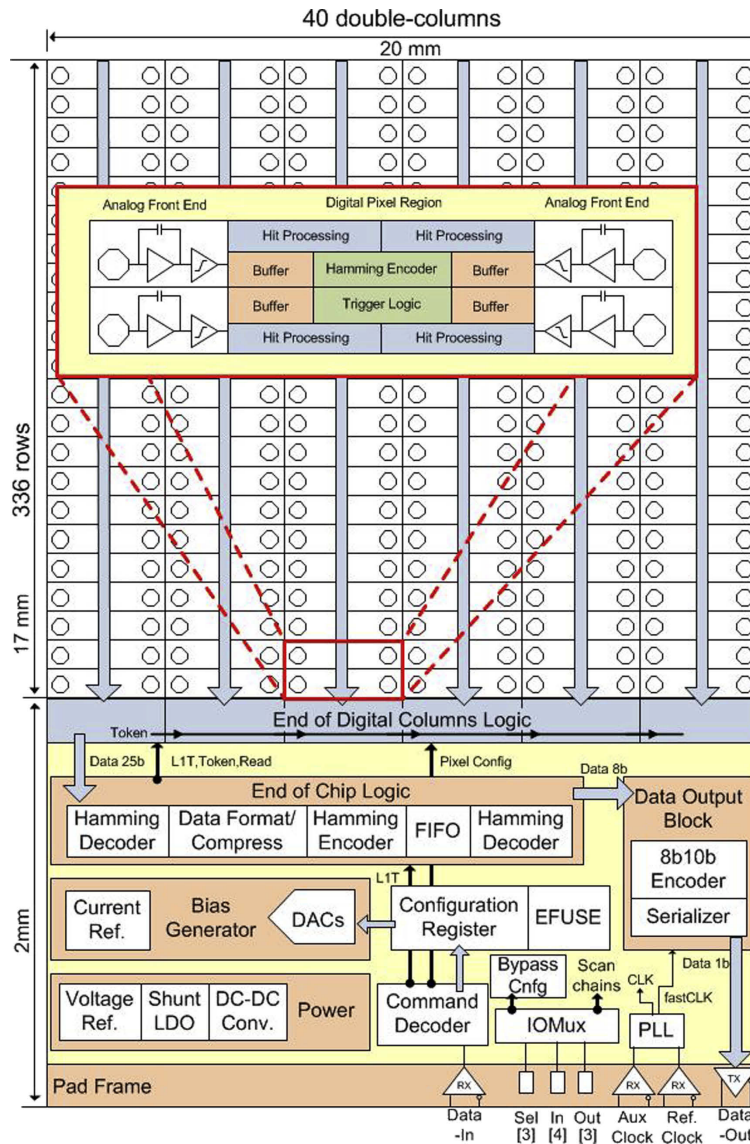 40 double-columns
20 mm
336 rows
17 mm
Analog Front End
Digital Pixel Region
Analog Front End
Hit Processing
Hit Processing
Buffer
Hamming Encoder
Buffer
Buffer
Trigger Logic
Buffer
Hit Processing
Hit Processing
2mm
End of Digital Columns Logic
Token
Data 25b
L1T,Token,Read
Pixel Config
Data 8b
End of Chip Logic
Hamming
Decoder
Data Format/
Compress
Hamming
Encoder
FIFO
Hamming
Decoder
Data Output
Block
8b10b
Encoder
Serializer
L1T
Current
Ref.
Bias
Generator
DACs
Configuration
Register
EFUSE
Data 1b
Voltage
Ref.
Shunt
LDO
DC-DC
Conv.
Power
Command
Decoder
Bypass
Cnfg
Scan
chains
IOMux
CLK
fastCLK
PLL
Pad Frame
RX
RX
RX
TX
Data
-In
Sel
[3]
In
[4]
Out
[3]
Aux
Clock
Ref.
Clock
Data
-Out